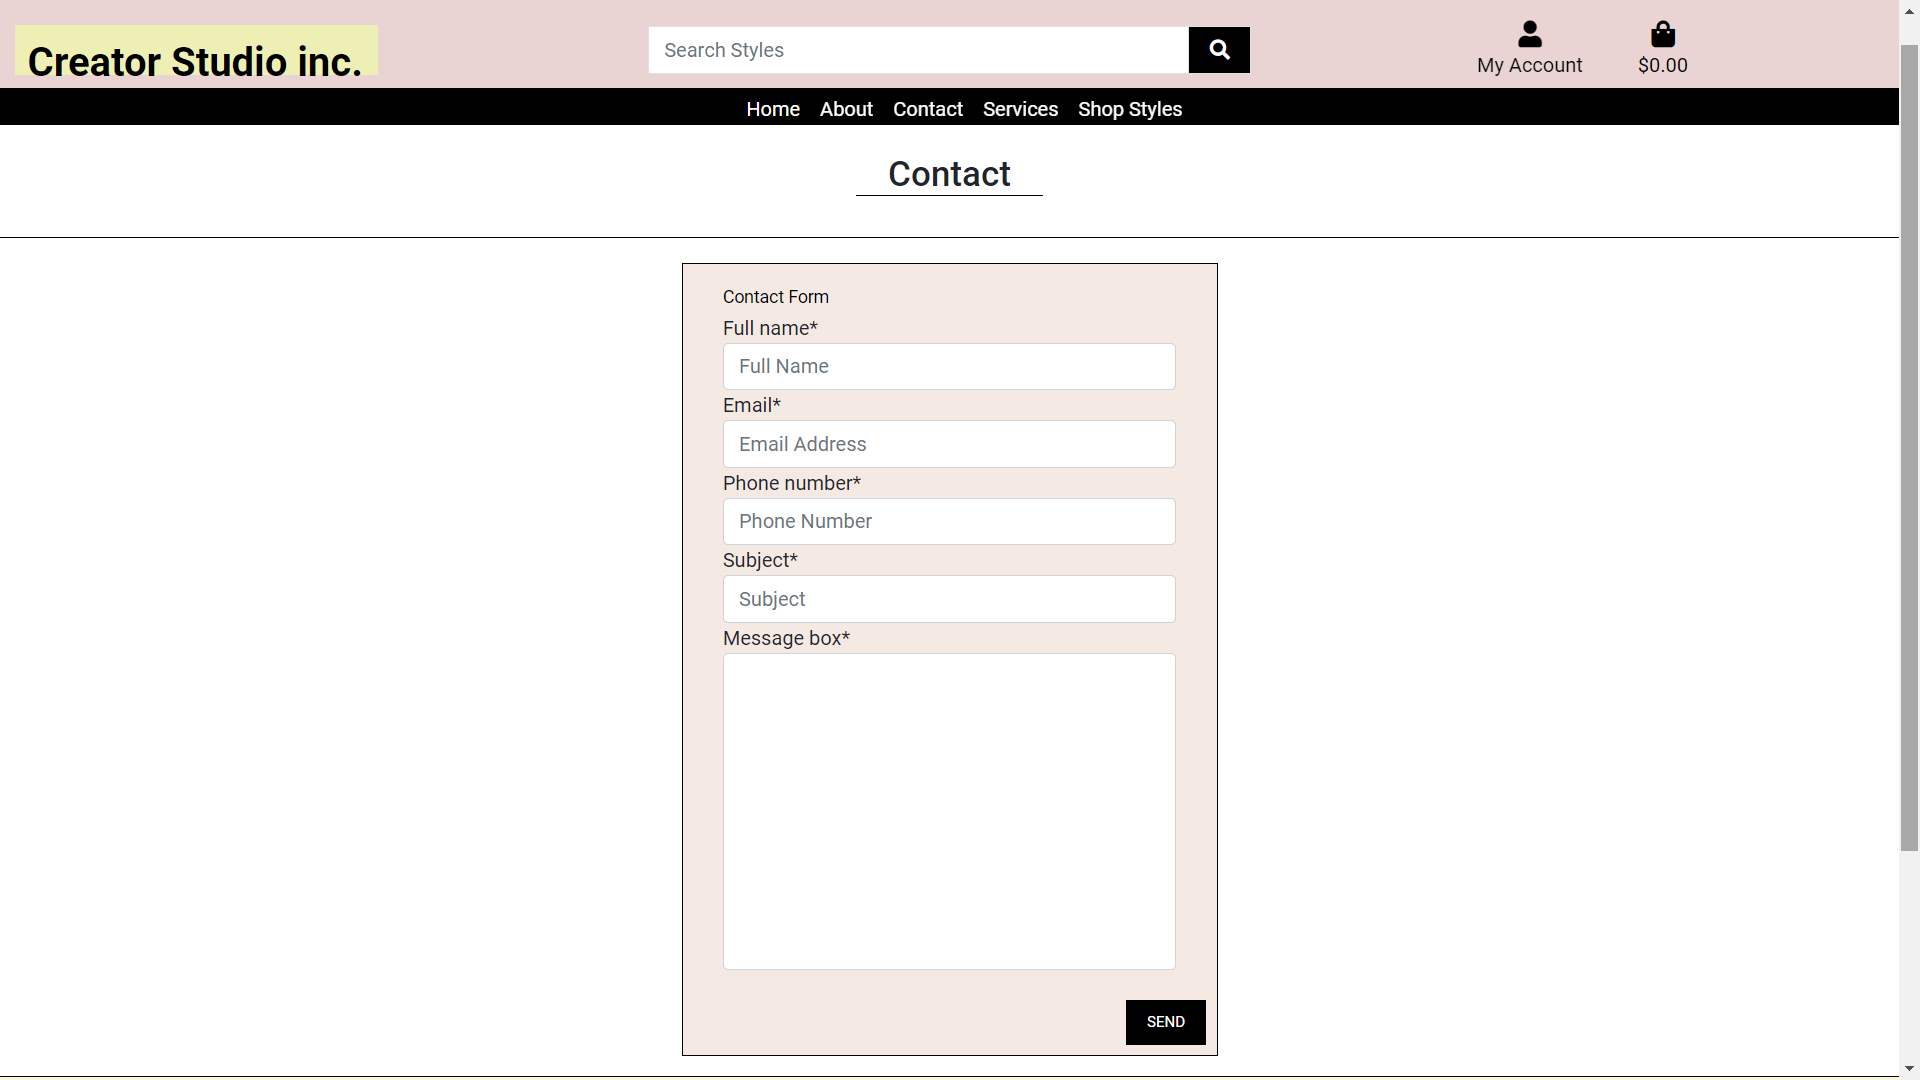 Creator Studio inc.
Search Styles
My Account
$0.00
Home About Contact Services Shop Styles
Contact
Contact Form
Full name*
Full Name
Email*
Email Address
Phone number*
Phone Number
Subject*
Subject
Message box*
SEND